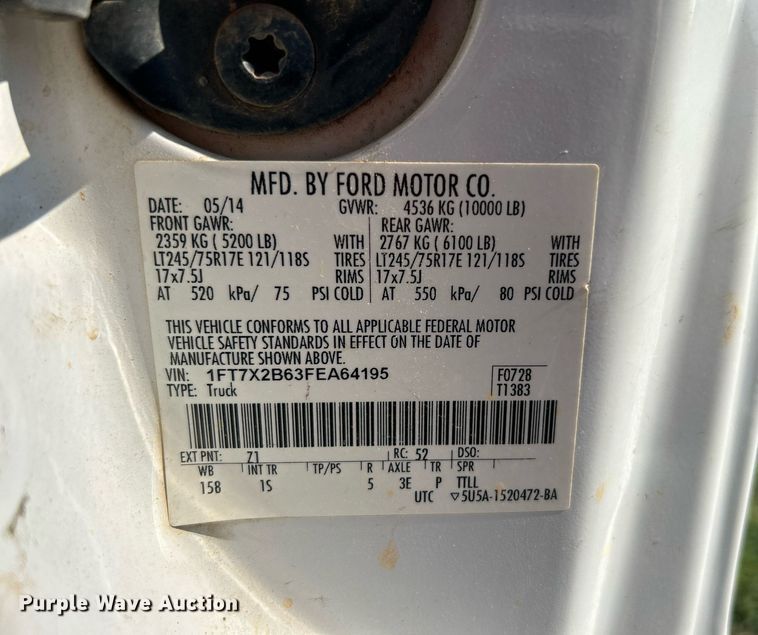 MFD. BY FORD MOTOR CO.
DATE: 05/14 GVWR: 4536 KG (10000 LB)
FRONT GAWR: REAR GAWR:
2359 KG ( 5200 LB) WITH 2767 KG ( 6100 LB) WITH
LT245/75R17E 121/118S TIRES LT245/75R17E 121/118S TIRES
17x7.5J RIMS 17x7.5J RIMS
AT 520 kPa/ 75 PSI COLD AT 550 kPa/ 80 PSI COLD
THIS VEHICLE CONFORMS TO ALL APPLICABLE FEDERAL MOTOR
VEHICLE SAFETY STANDARDS IN EFFECT ON THE DATE OF
MANUFACTURE SHOWN ABOVE.
VIN: 1FT7X2B63FEA64195 F0728
TYPE: Truck T1383
EXT PNT: Z1 RC: 52 DSO:
WB INT TR TP/PS R AXLE TR SPR
158 1S 5 3E P TTLL
UTC ▽5U5A-1520472-BA
Purple Wave Auction